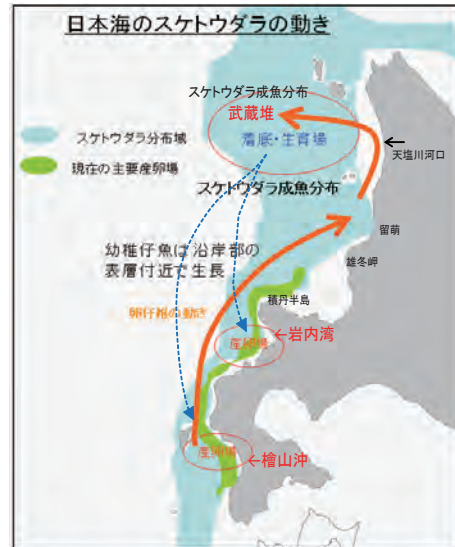 日本海のスケトウダラの動き
スケトウダラ成魚分布
武蔵堆
着底・生育場
スケトウダラ分布域
現在の主要産卵場
←
天塩川河口
スケトウダラ成魚分布
留萌
幼稚仔魚は沿岸部の
表層付近で生長
雄冬岬
積丹半島
卵仔稚の動き
産卵場
←岩内湾
産卵場
←檜山沖